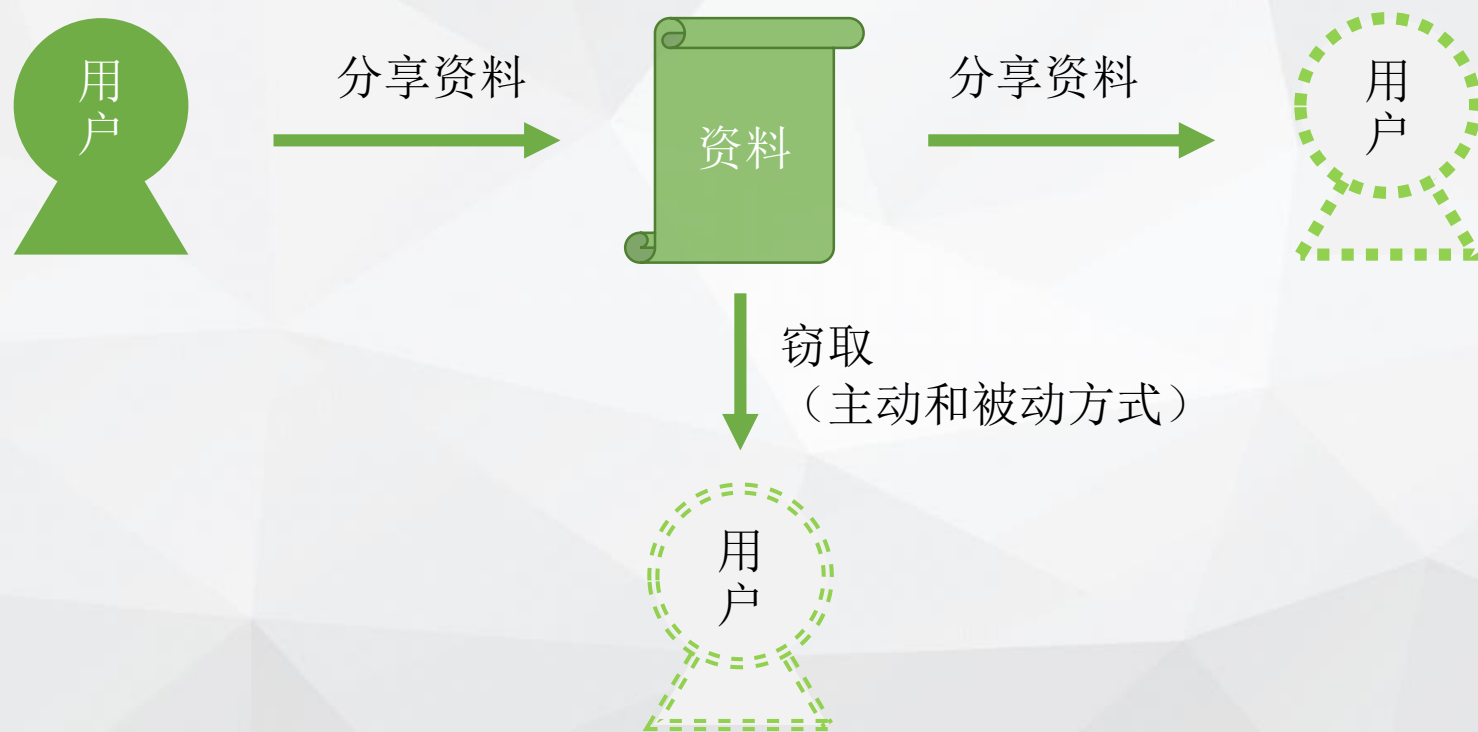 用户
分享资料
资料
分享资料
用户
窃取
（主动和被动方式）
用户